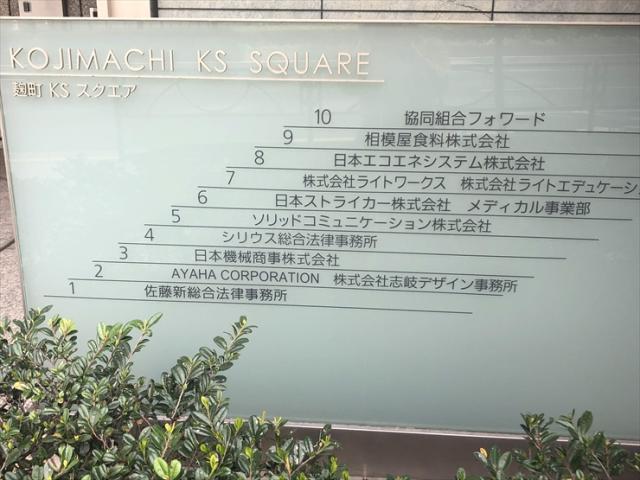 KOJIMACHI KS SQUARE
麹町 KS スクエア
10 協同組合フォワード
9 相模屋食料株式会社
8 日本エコエネシステム株式会社
7 株式会社ライトワークス 株式会社ライトエデュケーシ
6 日本ストライカー株式会社 メディカル事業部
5 ソリッドコミュニケーション株式会社
4 シリウス総合法律事務所
3 日本機械商事株式会社
2 AYAHA CORPORATION 株式会社志岐デザイン事務所
1 佐藤新総合法律事務所